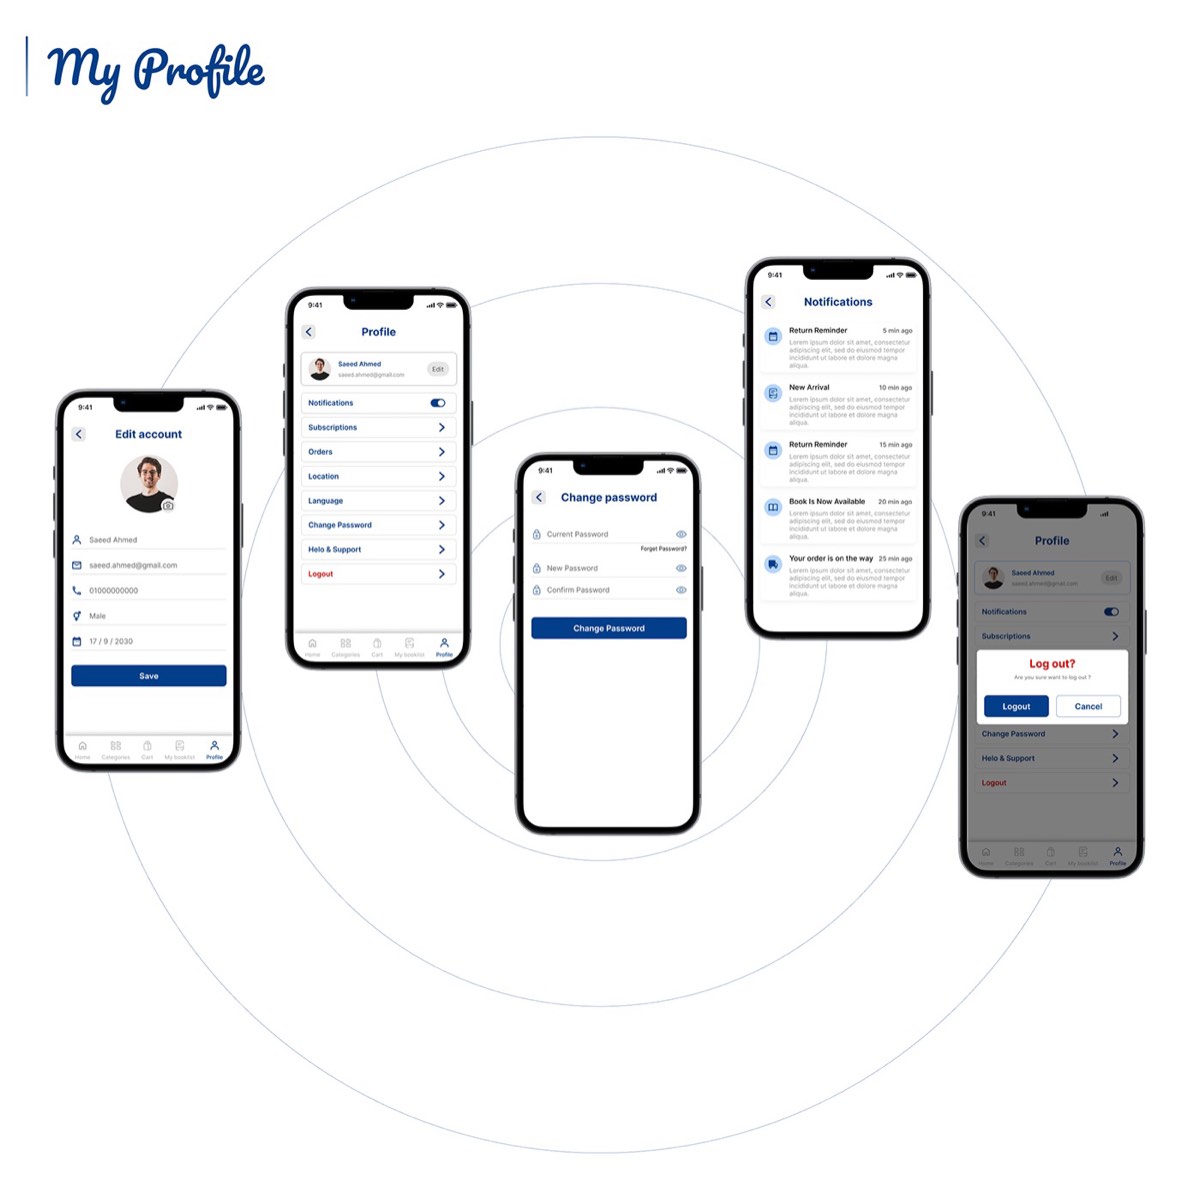 My Profile
9:41
Edit account
Saeed Ahmed
saeed.ahmed@gmail.com
01000000000
Male
17 / 9 / 2030
Save
Home Categories Cart My booklist Profile
9:41
Profile
Saeed Ahmed
saeed.ahmed@gmail.com
Edit
Notifications
Subscriptions
Orders
Location
Language
Change Password
Helo & Support
Logout
Home Categories Cart My booklist Profile
9:41
Change password
Current Password
Forget Password?
New Password
Confirm Password
Change Password
9:41
Notifications
Return Reminder 5 min ago
Lorem ipsum dolor sit amet, consectetur
adipiscing elit, sed do eiusmod tempor
incididunt ut labore et dolore magna
aliqua.
New Arrival 10 min ago
Lorem ipsum dolor sit amet, consectetur
adipiscing elit, sed do eiusmod tempor
incididunt ut labore et dolore magna
aliqua.
Return Reminder 15 min ago
Lorem ipsum dolor sit amet, consectetur
adipiscing elit, sed do eiusmod tempor
incididunt ut labore et dolore magna
aliqua.
Book Is Now Available 20 min ago
Lorem ipsum dolor sit amet, consectetur
adipiscing elit, sed do eiusmod tempor
incididunt ut labore et dolore magna
aliqua.
Your order is on the way 25 min ago
Lorem ipsum dolor sit amet, consectetur
adipiscing elit, sed do eiusmod tempor
incididunt ut labore et dolore magna
aliqua.
9:41
Profile
Saeed Ahmed
saeed.ahmed@gmail.com
Edit
Notifications
Subscriptions
Log out?
Are you sure want to log out ?
Logout Cancel
Change Password
Helo & Support
Logout
Home Categories Cart My booklist Profile